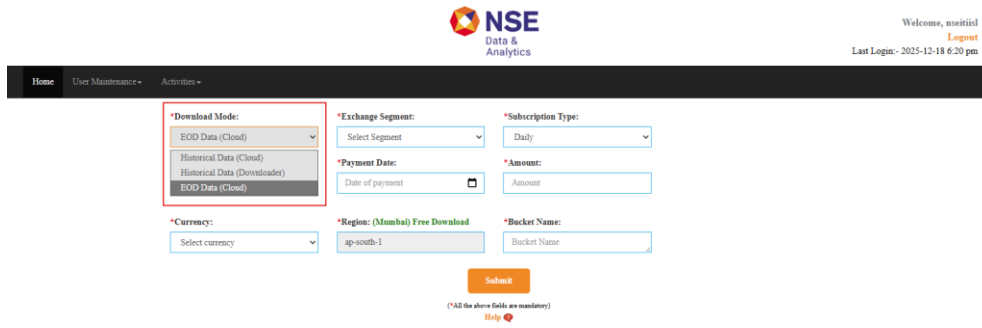 NSE
Data &
Analytics
Welcome, nseitiisl
Logout
Last Login:- 2025-12-18 6:20 pm
Home User Maintenance Activities
*Download Mode: *Exchange Segment: *Subscription Type:
EOD Data (Cloud) Select Segment Daily
Historical Data (Cloud)
Historical Data (Downloader)
EOD Data (Cloud)
*Payment Date: *Amount:
Date of payment Amount
*Currency: *Region: (Mumbai) Free Download *Bucket Name:
Select currency ap-south-1 Bucket Name
Submit
(*All the above fields are mandatory)
Help